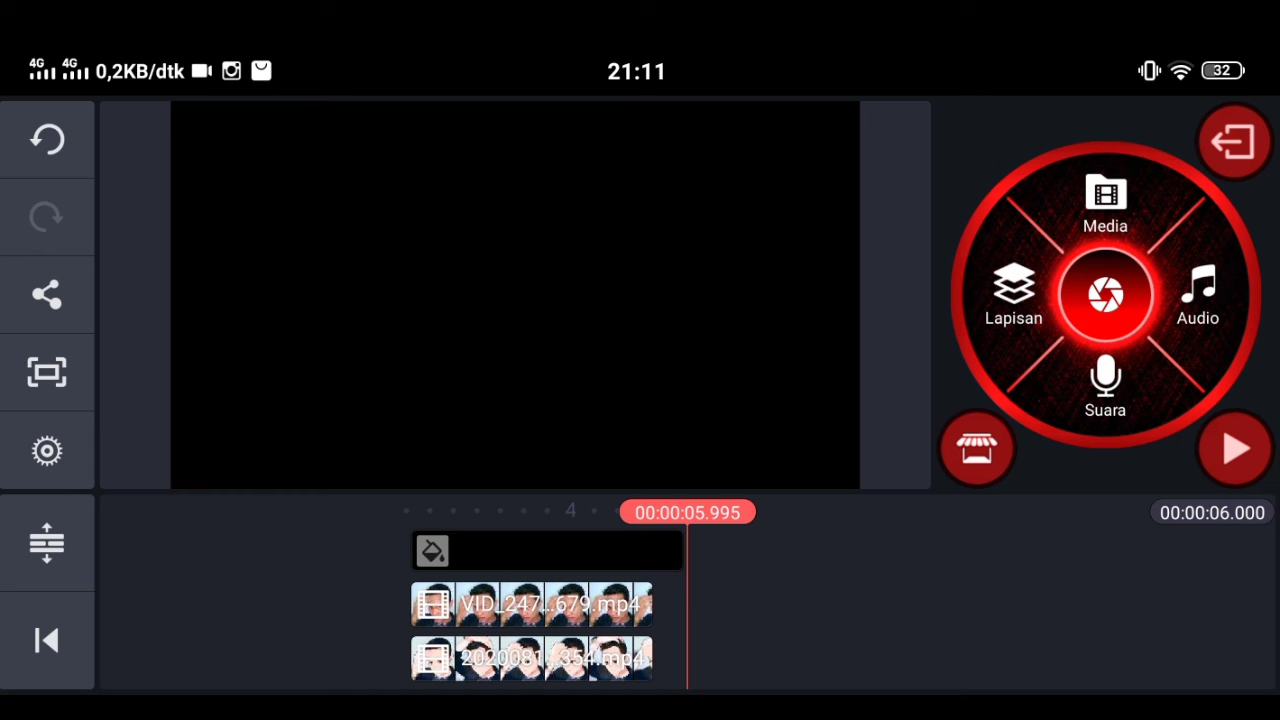 4G 4G 0,2KB/dtk 21:11 32
Media
Lapisan
Audio
Suara
4 00:00:05.995 00:00:06.000
VID_247...679.mp4
2020081...354.mp4